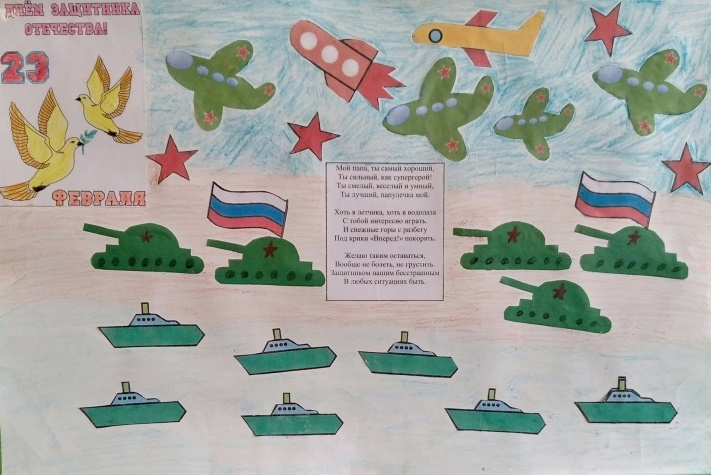 ДНЁМ ЗАЩИТНИКА
ОТЕЧЕСТВА!
23
ФЕВРАЛЯ
Мой папа, ты самый хороший,
Ты сильный, как супергерой!
Ты смелый, веселый и умный,
Ты лучший, папулечка мой.
Хоть в летчика, хоть в водолаза
С тобой интересно играть.
И снежные горы с разбегу
Под крики «Вперед!» покорять.
Желаю таким оставаться,
Вообще не болеть, не грустить.
Защитником нашим бесстрашным
В любых ситуациях быть.